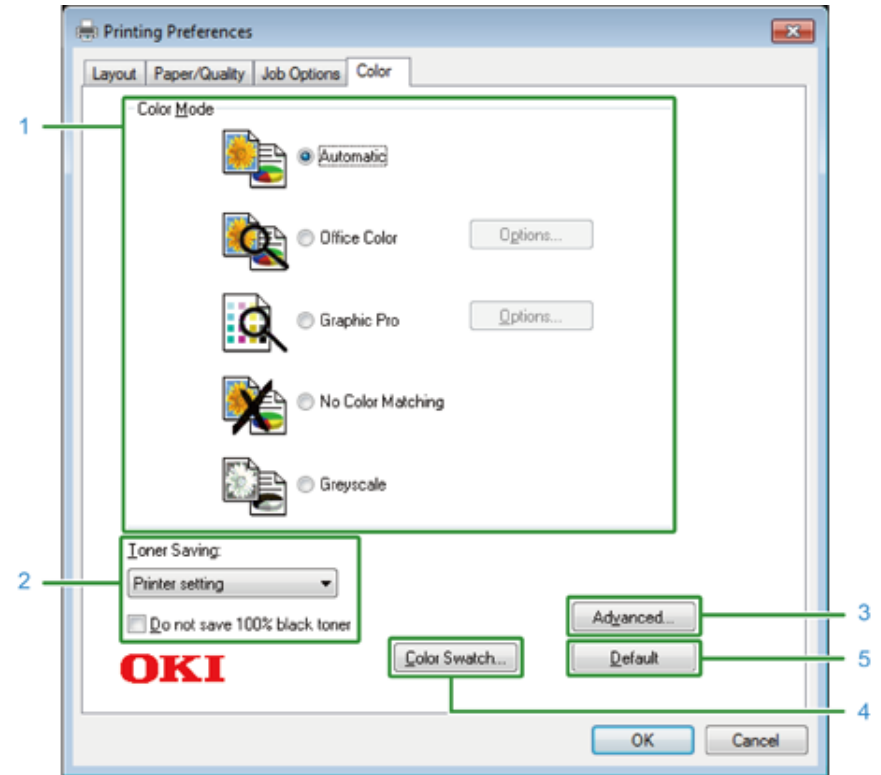 Printing Preferences
Layout Paper/Quality Job Options Color
Color Mode
1
Automatic
Office Color Options...
Graphic Pro Options...
No Color Matching
Greyscale
Toner Saving:
2 Printer setting
Do not save 100% black toner
Advanced... 3
OKI Color Swatch... Default 5
4
OK Cancel